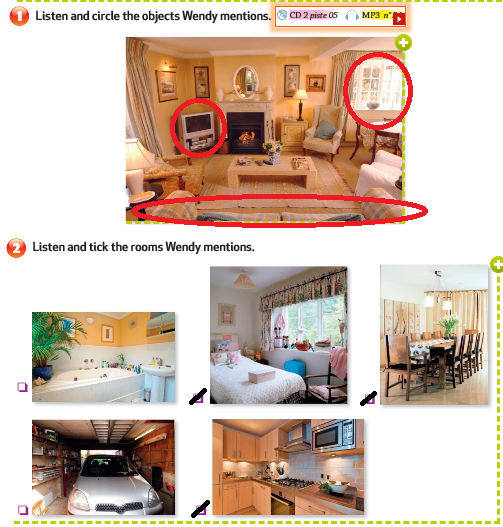 1 Listen and circle the objects Wendy mentions.
CD 2 piste 05 MP3 n°
2 Listen and tick the rooms Wendy mentions.